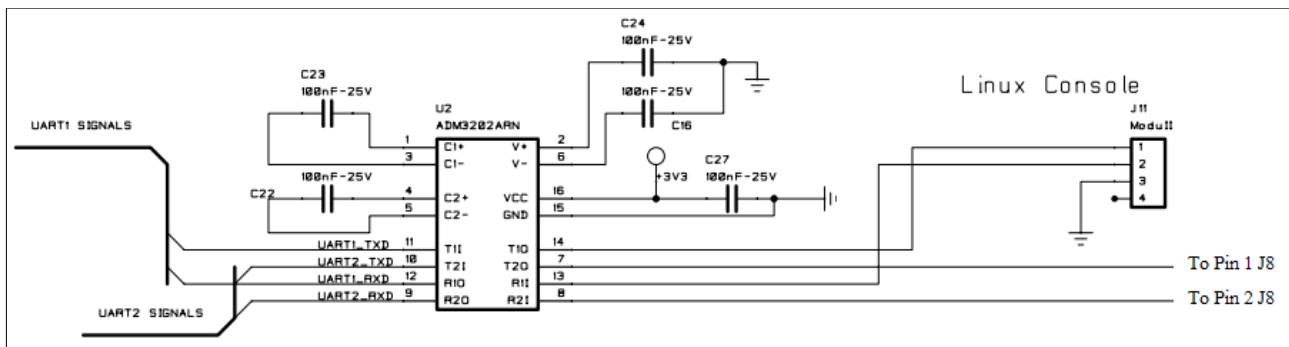 C24
100nF-25V
C23
100nF-25V
100nF-25V
C16
Linux Console
J11
ModuII
U2
ADM3202ARN
UART1 SIGNALS
1 C1+ V+ 2
3 C1- V- 6
C27
100nF-25V
+3V3
100nF-25V
C22
4 C2+ VCC 16
5 C2- GND 15
1
2
3
4
UART1_TXD 11 T1I T1O 14
UART2_TXD 10 T2I T2O 7 To Pin 1 J8
UART1_RXD 12 R1O R1I 13
UART2_RXD 9 R2O R2I 8 To Pin 2 J8
UART2 SIGNALS